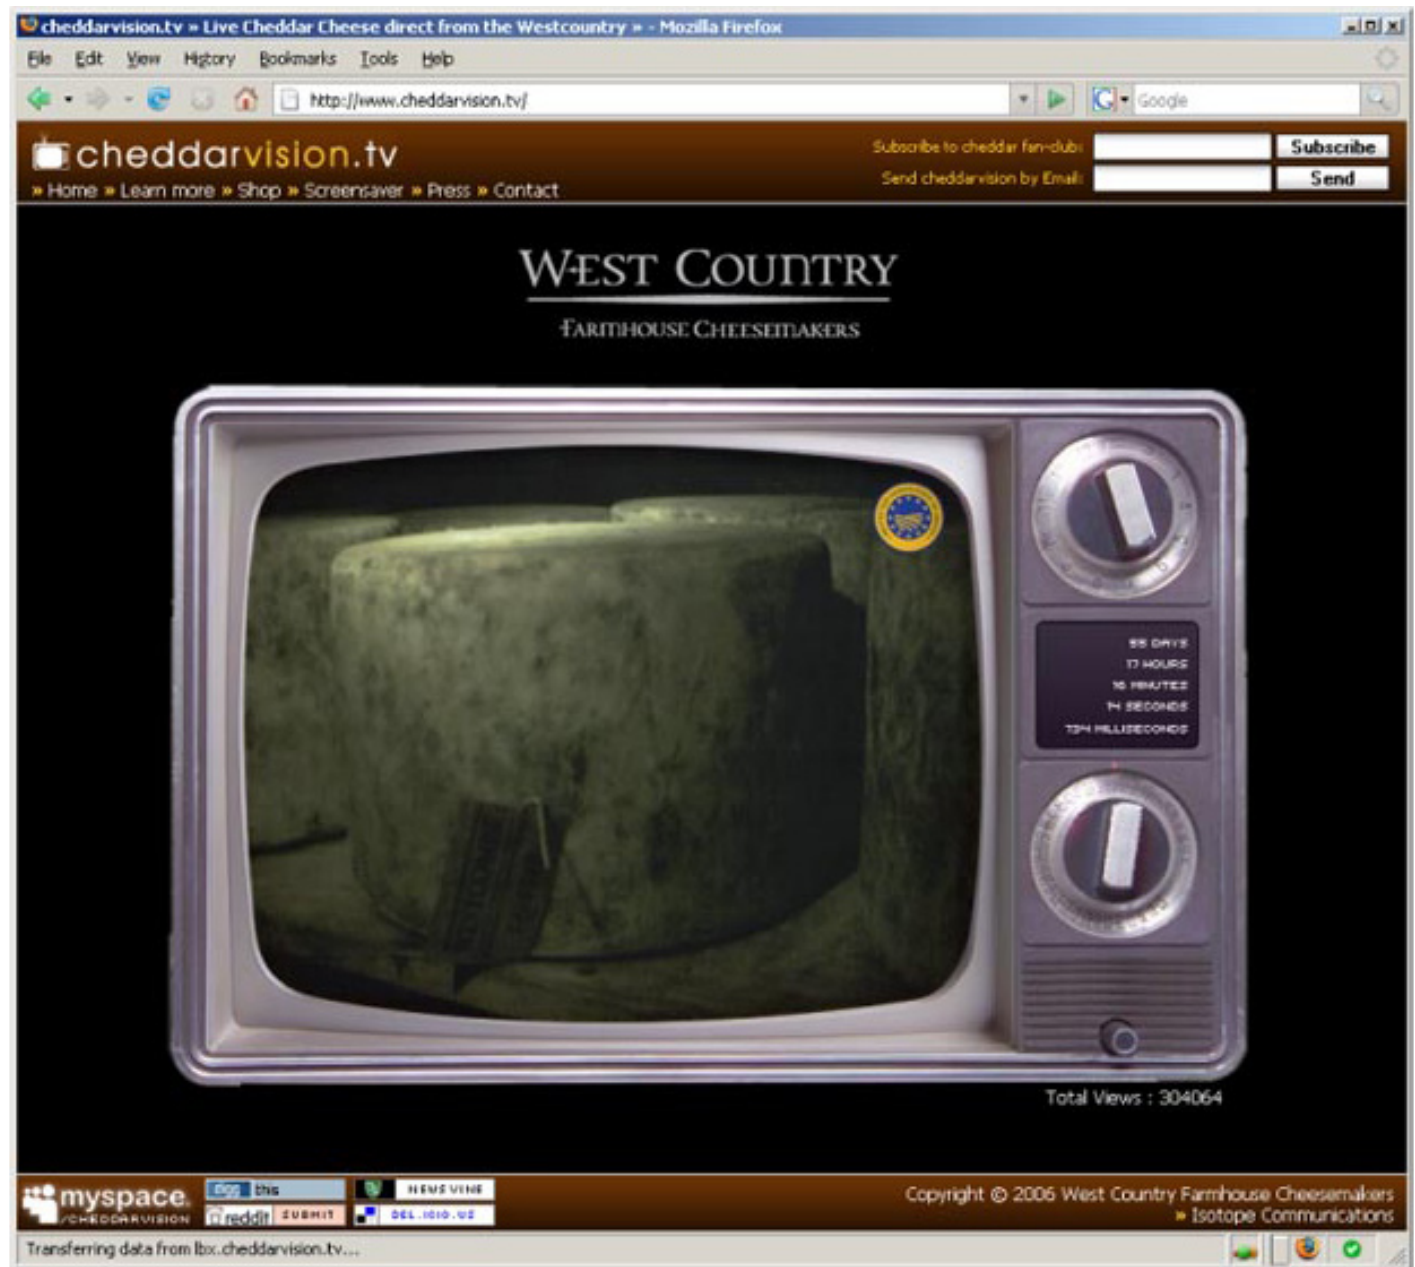 cheddarvision.tv » Live Cheddar Cheese direct from the Westcountry » - Mozilla Firefox
File Edit View History Bookmarks Tools Help
http://www.cheddarvision.tv/
Google
cheddarvision.tv
» Home » Learn more » Shop » Screensaver » Press » Contact
Subscribe to cheddar fan-club: Subscribe
Send cheddarvision by Email: Send
WEST COUNTRY
FARMHOUSE CHEESEMAKERS
DAYS
17 HOURS
16 MINUTES
14 SECONDS
734 MILLISECONDS
Total Views : 304064
myspace.
/CHEDDARVISION
digg this
NEWSVINE
reddit SUBMIT
DEL.ICIO.US
Copyright © 2006 West Country Farmhouse Cheesemakers
» Isotope Communications
Transferring data from lbx.cheddarvision.tv...